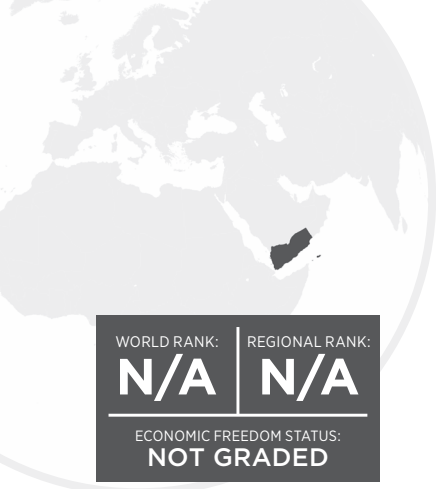 WORLD RANK:
N/A
REGIONAL RANK:
N/A
ECONOMIC FREEDOM STATUS:
NOT GRADED